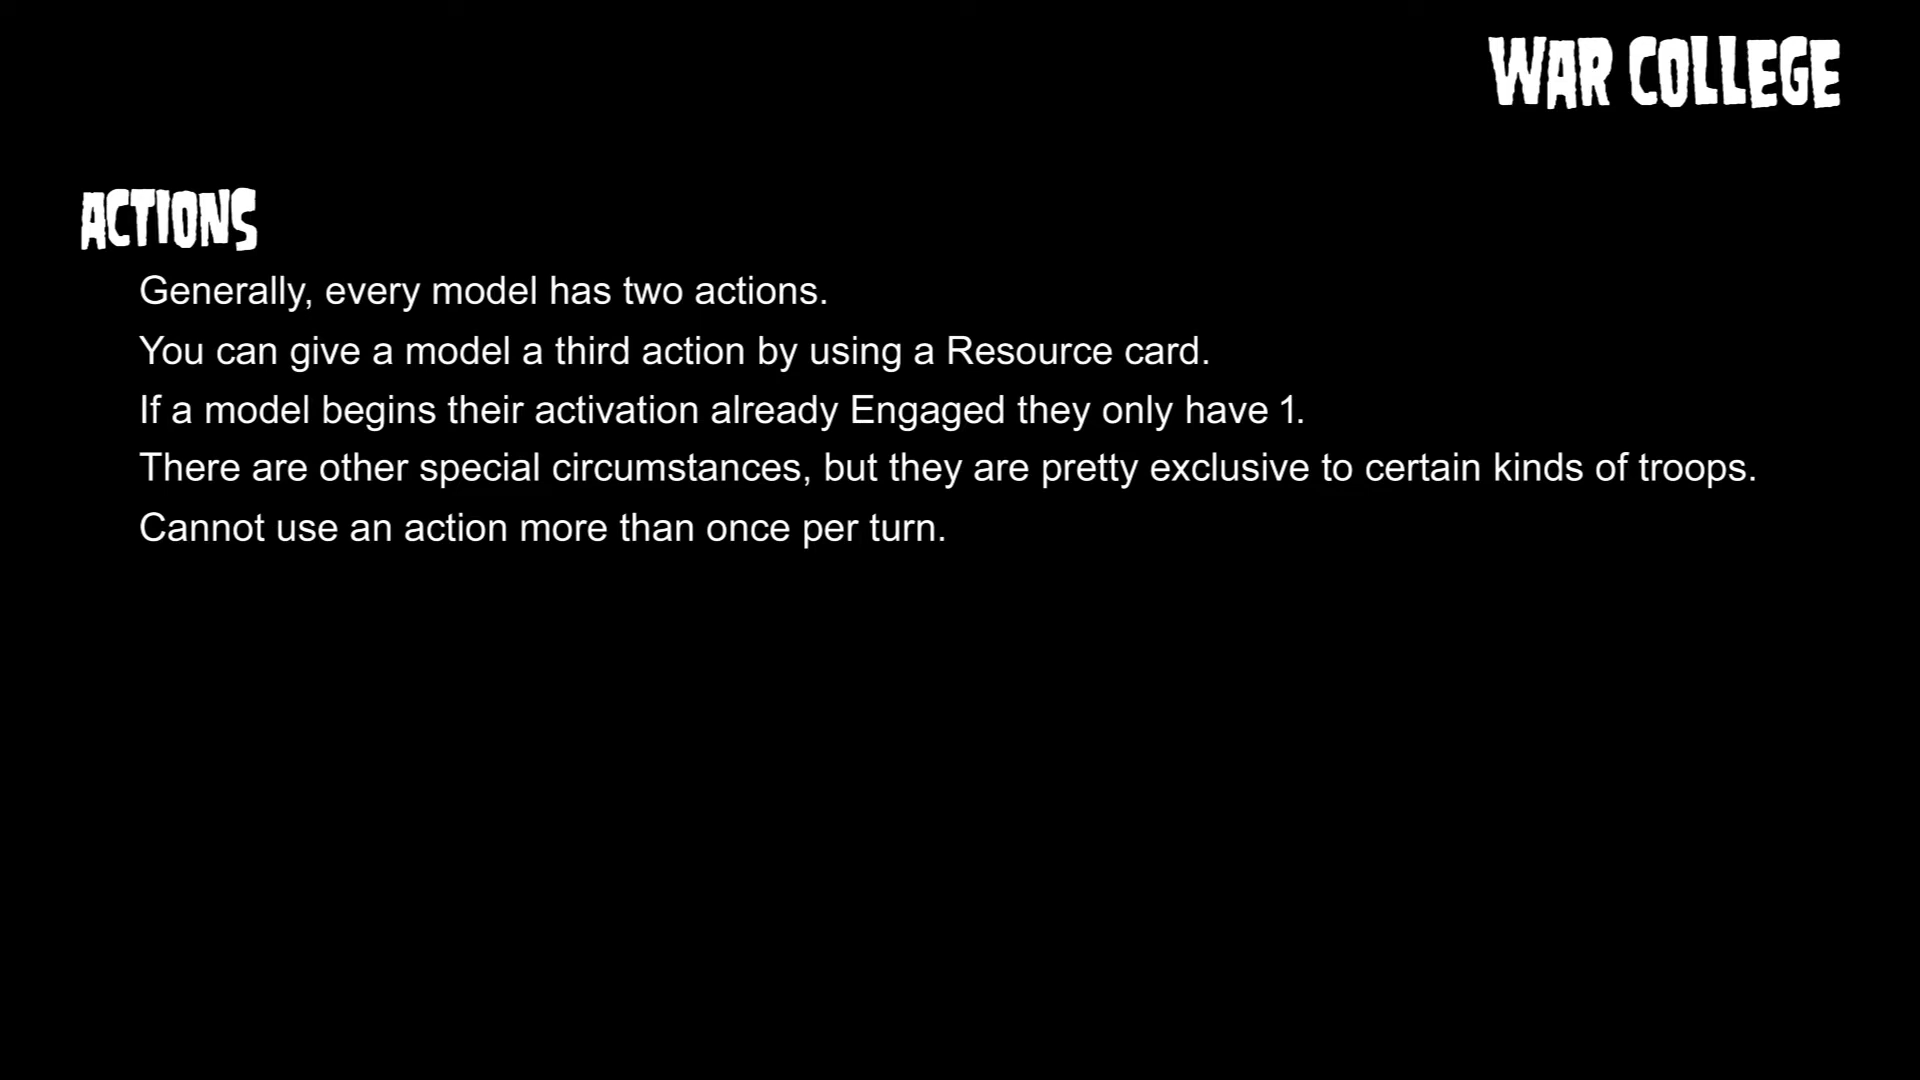 WAR COLLEGE
ACTIONS
Generally, every model has two actions.
You can give a model a third action by using a Resource card.
If a model begins their activation already Engaged they only have 1.
There are other special circumstances, but they are pretty exclusive to certain kinds of troops.
Cannot use an action more than once per turn.